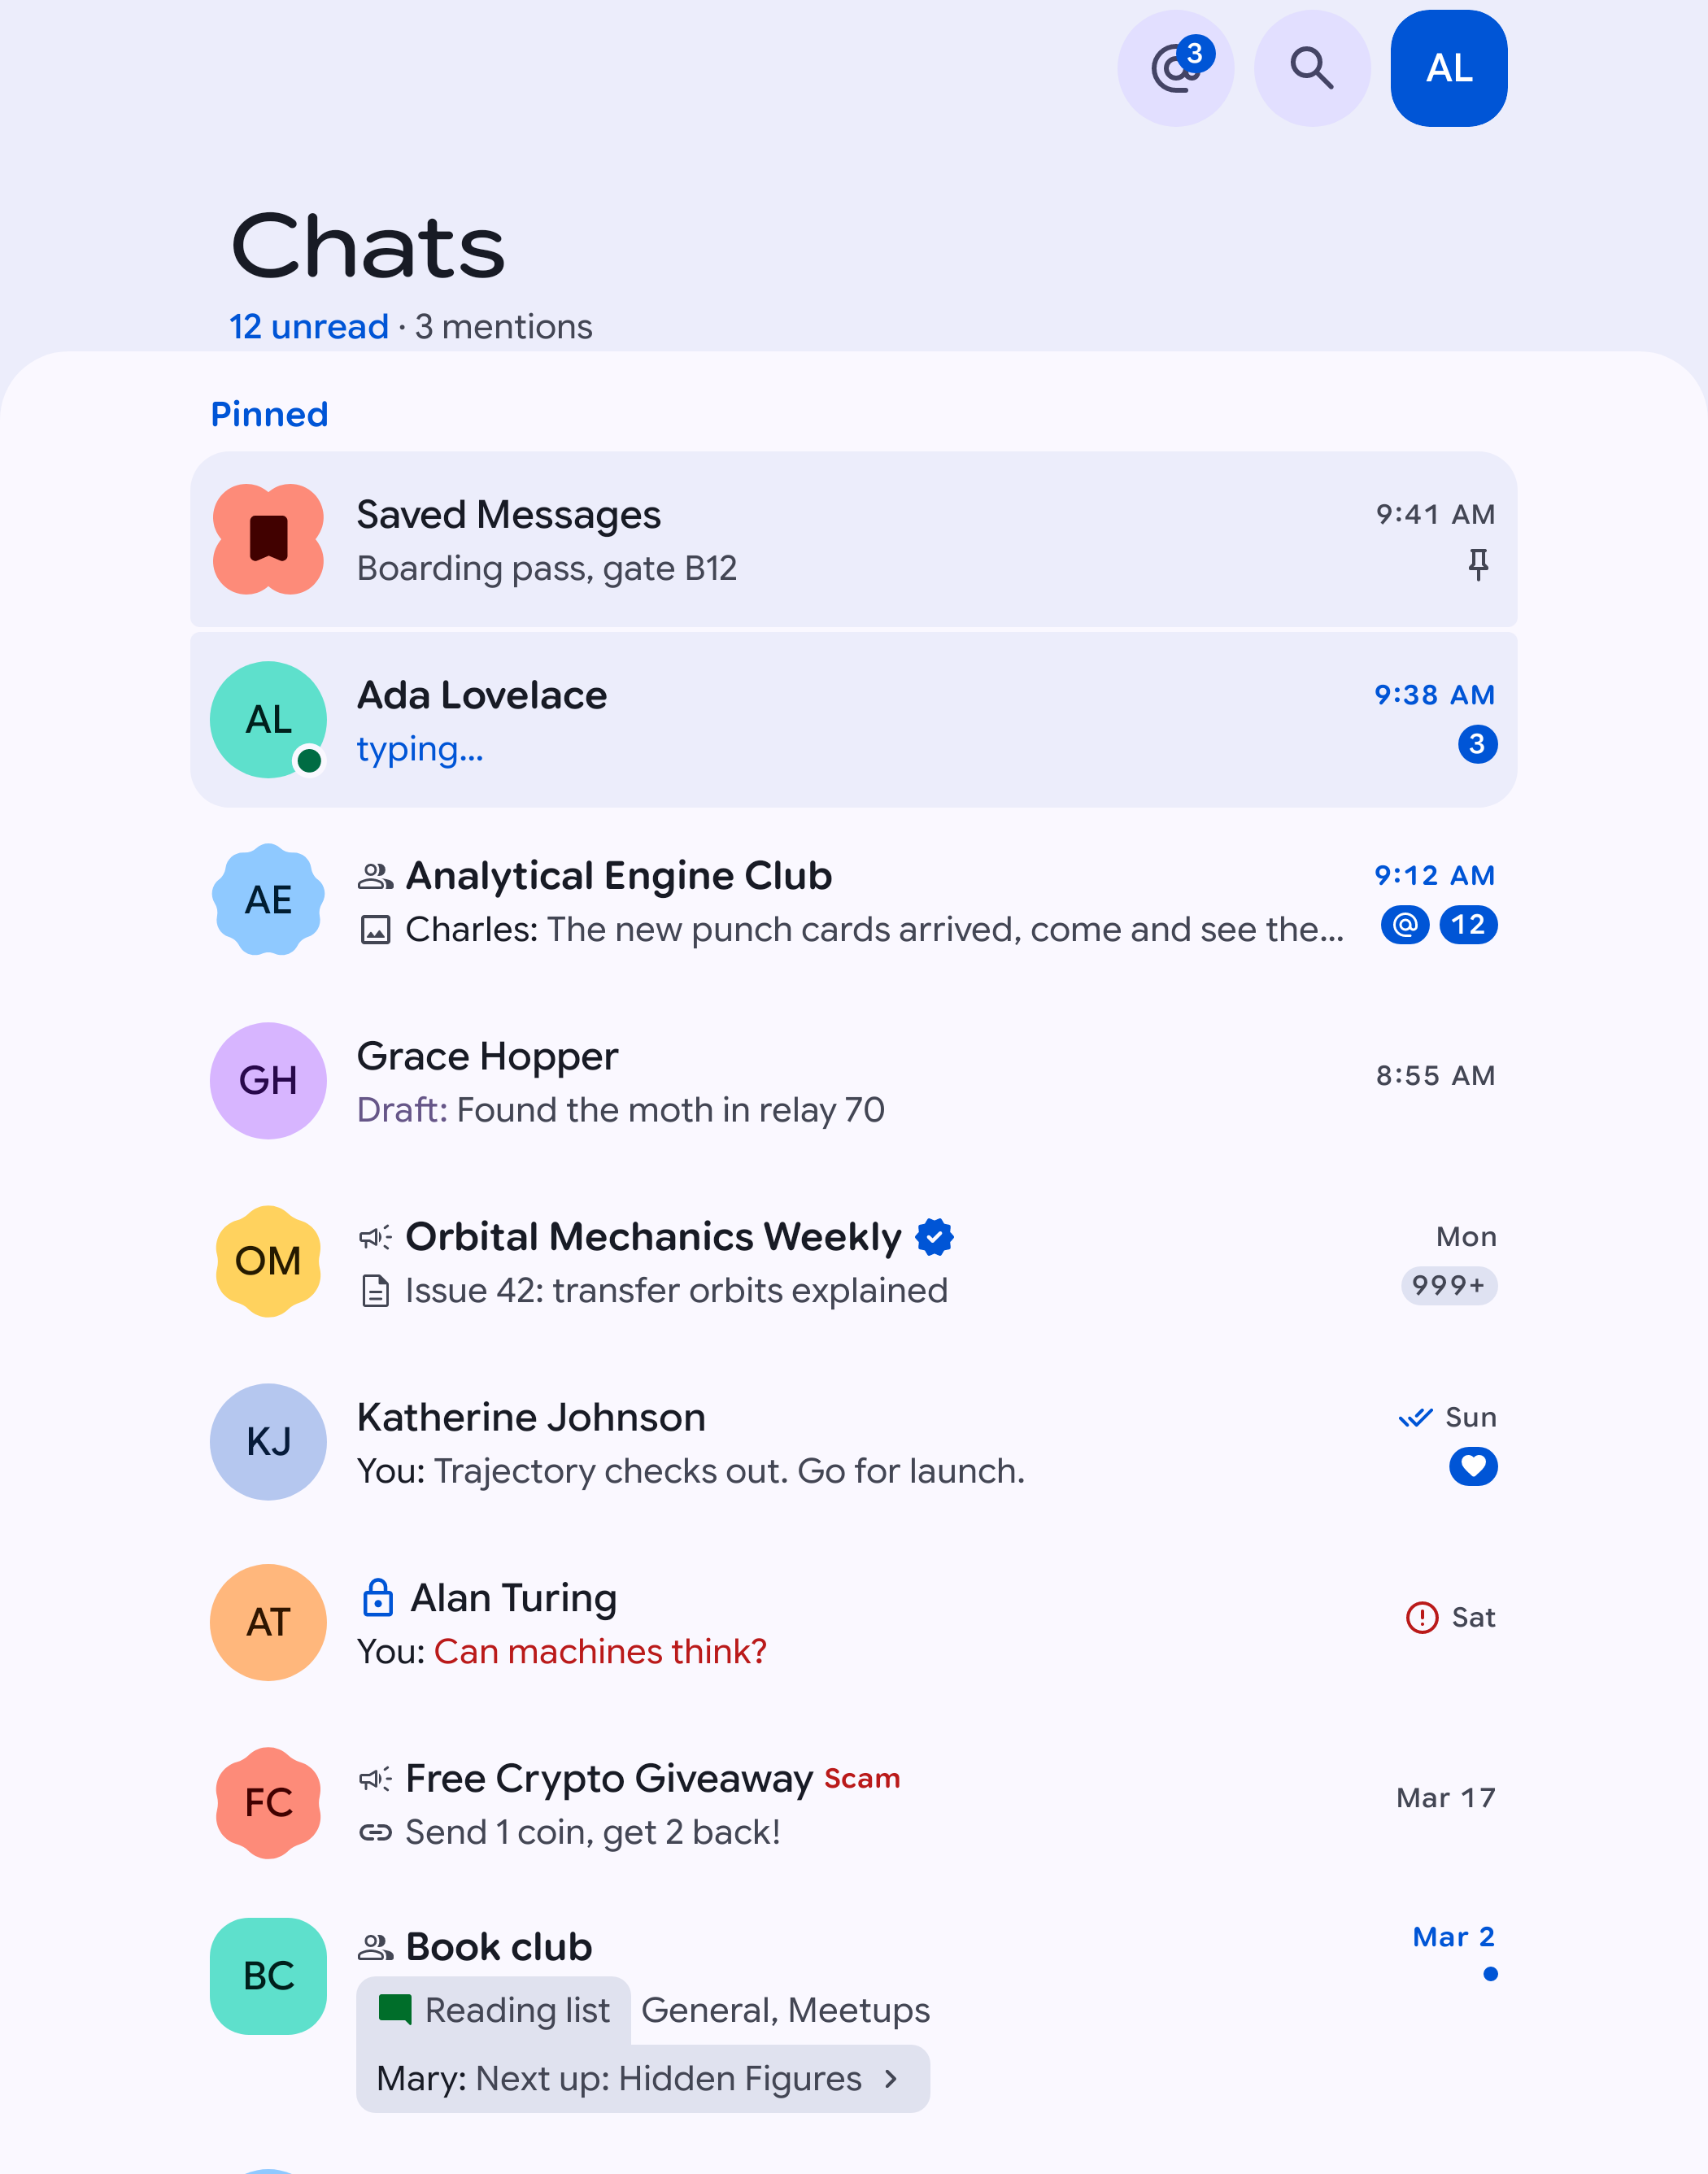 3
AL
Chats
12 unread · 3 mentions
Pinned
Saved Messages
9:41 AM
Boarding pass, gate B12
AL
Ada Lovelace
9:38 AM
typing...
3
AE
Analytical Engine Club
9:12 AM
Charles: The new punch cards arrived, come and see the...
@ 12
GH
Grace Hopper
8:55 AM
Draft: Found the moth in relay 70
OM
Orbital Mechanics Weekly
Mon
Issue 42: transfer orbits explained
999+
KJ
Katherine Johnson
Sun
You: Trajectory checks out. Go for launch.
AT
Alan Turing
Sat
You: Can machines think?
FC
Free Crypto Giveaway Scam
Mar 17
Send 1 coin, get 2 back!
BC
Book club
Mar 2
Reading list General, Meetups
Mary: Next up: Hidden Figures